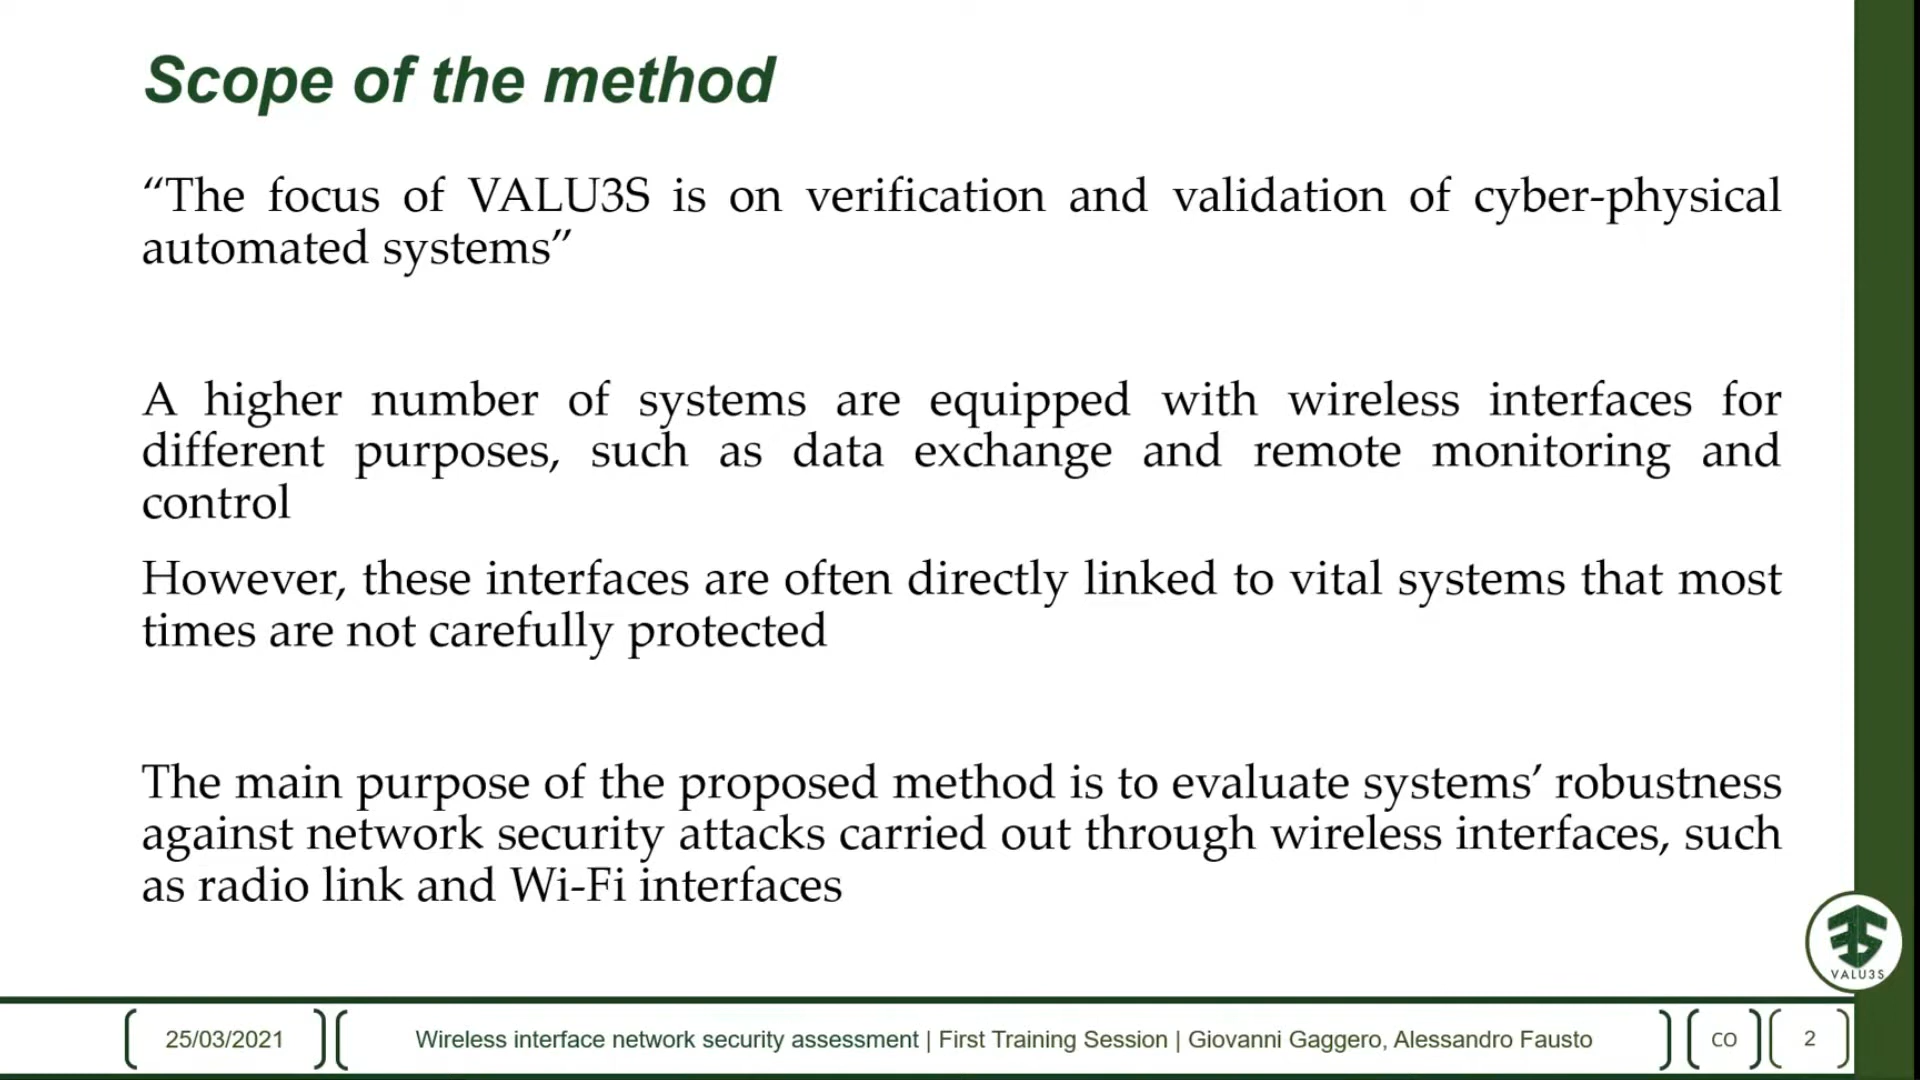 Scope of the method
“The focus of VALU3S is on verification and validation of cyber-physical
automated systems”
A higher number of systems are equipped with wireless interfaces for
different purposes, such as data exchange and remote monitoring and
control
However, these interfaces are often directly linked to vital systems that most
times are not carefully protected
The main purpose of the proposed method is to evaluate systems’ robustness
against network security attacks carried out through wireless interfaces, such
as radio link and Wi-Fi interfaces
VALU3S
25/03/2021
Wireless interface network security assessment | First Training Session | Giovanni Gaggero, Alessandro Fausto
CO
2